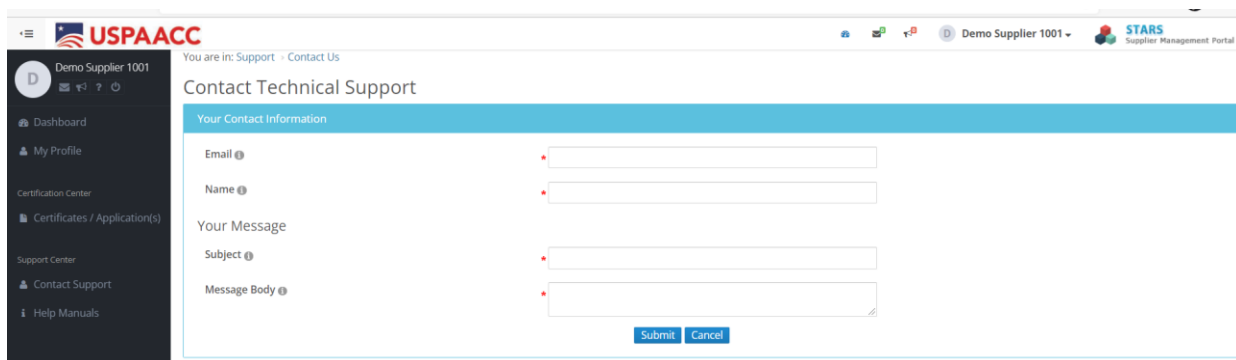 USPAACC
D Demo Supplier 1001
STARS
Supplier Management Portal
D
Demo Supplier 1001
You are in: Support › Contact Us
Contact Technical Support
Dashboard
My Profile
Certification Center
Certificates / Application(s)
Support Center
Contact Support
Help Manuals
Your Contact Information
Email
*
Name
*
Your Message
Subject
*
Message Body
*
Submit Cancel